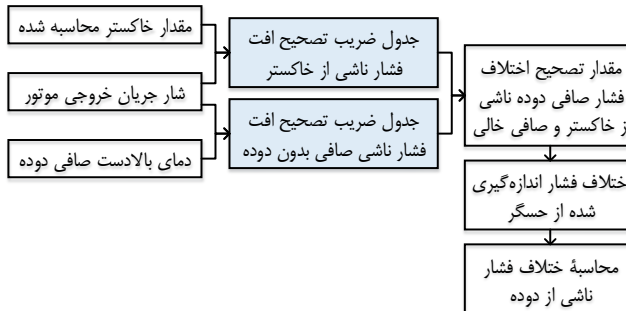 مقدار خاکستر محاسبه شده
شار جریان خروجی موتور
دمای بالادست صافی دوده
جدول ضریب تصحیح افت
فشار ناشی از خاکستر
جدول ضریب تصحیح افت
فشار ناشی صافی بدون دوده
مقدار تصحیح اختلاف
فشار صافی دوده ناشی
ز خاکستر و صافی خالی
ختلاف فشار اندازه‌گیری
شده از حسگر
محاسبهٔ ختلاف فشار
ناشی از دوده